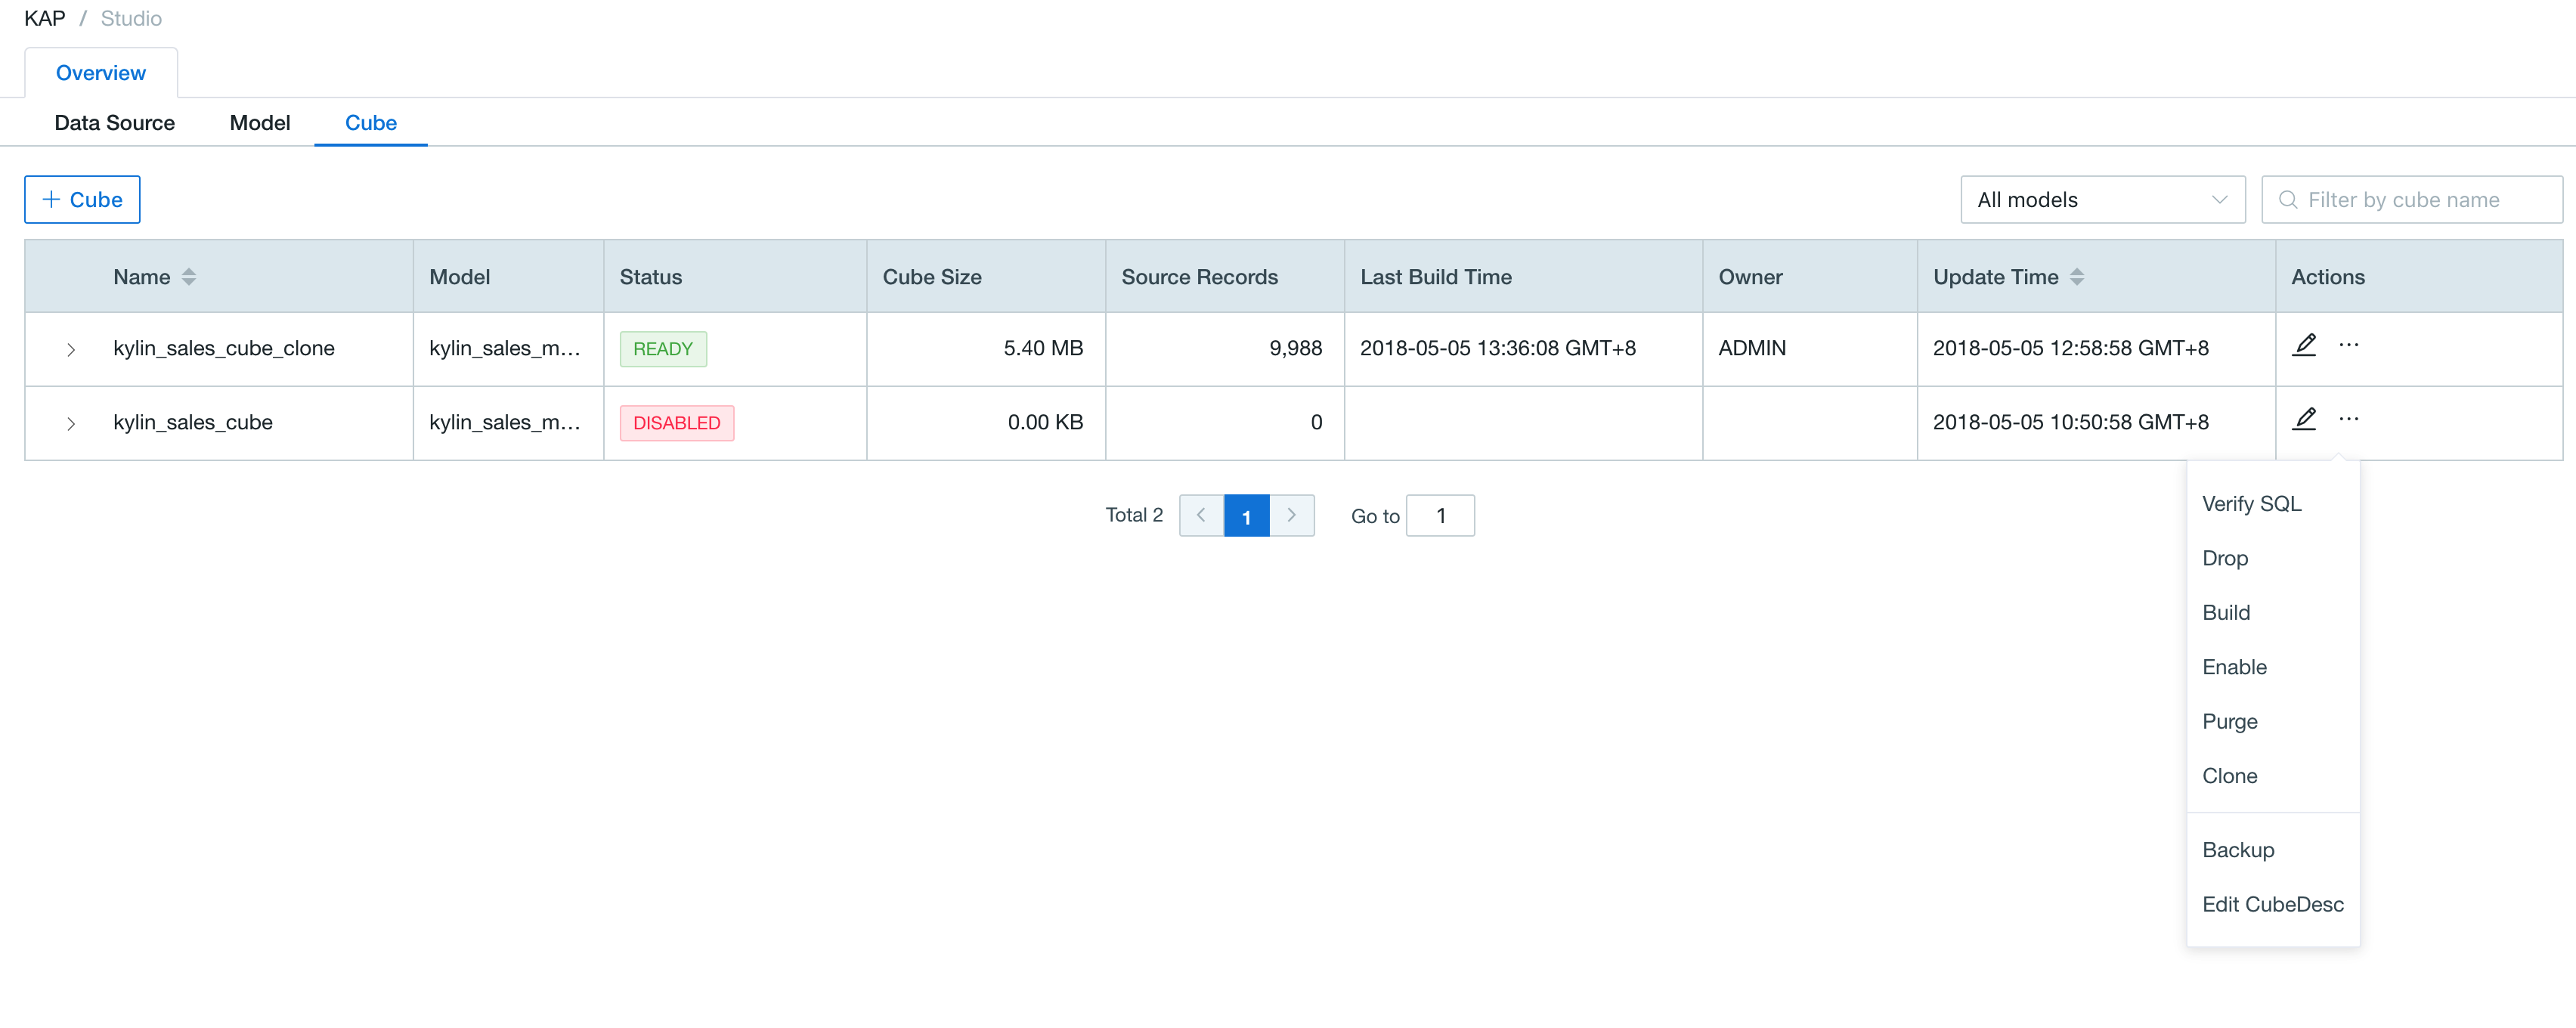 KAP / Studio
Overview
Data Source Model Cube
+ Cube All models Filter by cube name
Name Model Status Cube Size Source Records Last Build Time Owner Update Time Actions
kylin_sales_cube_clone kylin_sales_m... READY 5.40 MB 9,988 2018-05-05 13:36:08 GMT+8 ADMIN 2018-05-05 12:58:58 GMT+8 ...
kylin_sales_cube kylin_sales_m... DISABLED 0.00 KB 0 2018-05-05 10:50:58 GMT+8 ...
Total 2 < 1 > Go to 1
Verify SQL
Drop
Build
Enable
Purge
Clone
Backup
Edit CubeDesc